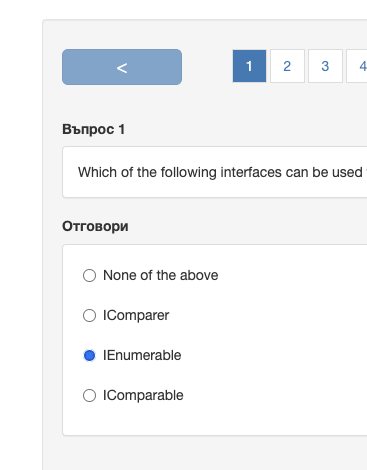 <
1 2 3 4
Въпрос 1
Which of the following interfaces can be used
Отговори
None of the above
IComparer
IEnumerable
IComparable